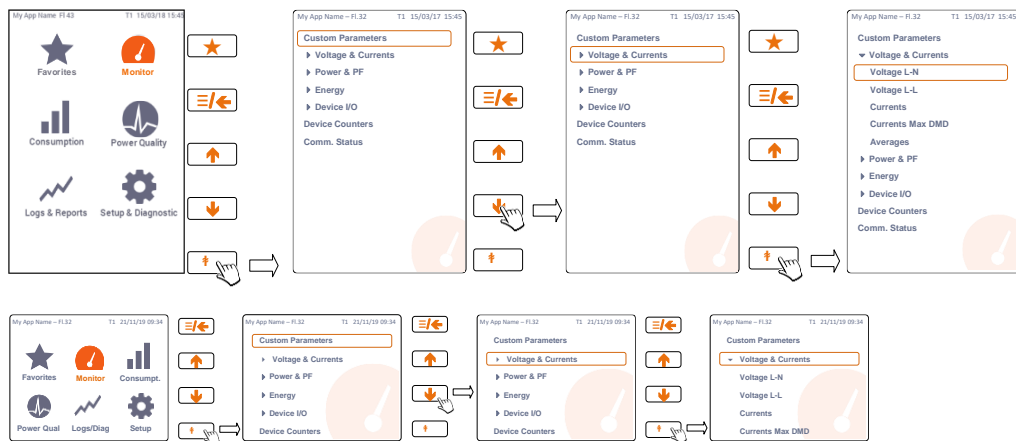 My App Name Fl 43 T1 15/03/18 15:45
Favorites Monitor
Consumption Power Quality
Logs & Reports Setup & Diagnostic
My App Name – Fl.32 T1 15/03/17 15:45
Custom Parameters
Voltage & Currents
Power & PF
Energy
Device I/O
Device Counters
Comm. Status
My App Name – Fl.32 T1 15/03/17 15:45
Custom Parameters
Voltage & Currents
Power & PF
Energy
Device I/O
Device Counters
Comm. Status
My App Name – Fl.32 T1 15/03/17 15:45
Custom Parameters
Voltage & Currents
Voltage L-N
Voltage L-L
Currents
Currents Max DMD
Averages
Power & PF
Energy
Device I/O
Device Counters
Comm. Status
My App Name – Fl.32 T1 21/11/19 09:34
Favorites Monitor Consumpt.
Power Qual Logs/Diag Setup
My App Name – Fl.32 T1 21/11/19 09:34
Custom Parameters
Voltage & Currents
Power & PF
Energy
Device I/O
Device Counters
My App Name – Fl.32 T1 21/11/19 09:34
Custom Parameters
Voltage & Currents
Power & PF
Energy
Device I/O
Device Counters
My App Name – Fl.32 T1 21/11/19 09:34
Custom Parameters
Voltage & Currents
Voltage L-N
Voltage L-L
Currents
Currents Max DMD